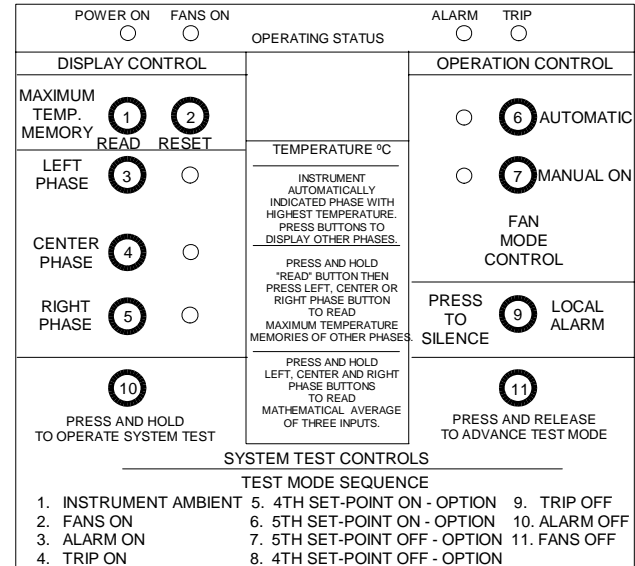 POWER ON FANS ON
OPERATING STATUS
ALARM TRIP
DISPLAY CONTROL
MAXIMUM
TEMP.
MEMORY
1
READ
2
RESET
LEFT
PHASE
3
CENTER
PHASE
4
RIGHT
PHASE
5
TEMPERATURE ºC
INSTRUMENT
AUTOMATICALLY
INDICATED PHASE WITH
HIGHEST TEMPERATURE.
PRESS BUTTONS TO
DISPLAY OTHER PHASES.
PRESS AND HOLD
"READ" BUTTON THEN
PRESS LEFT, CENTER OR
RIGHT PHASE BUTTON
TO READ
MAXIMUM TEMPERATURE
MEMORIES OF OTHER PHASES.
PRESS AND HOLD
LEFT, CENTER AND RIGHT
PHASE BUTTONS
TO READ
MATHEMATICAL AVERAGE
OF THREE INPUTS.
OPERATION CONTROL
6 AUTOMATIC
7 MANUAL ON
FAN
MODE
CONTROL
PRESS
TO
SILENCE
9
LOCAL
ALARM
10
PRESS AND HOLD
TO OPERATE SYSTEM TEST
11
PRESS AND RELEASE
TO ADVANCE TEST MODE
SYSTEM TEST CONTROLS
TEST MODE SEQUENCE
1. INSTRUMENT AMBIENT
2. FANS ON
3. ALARM ON
4. TRIP ON
5. 4TH SET-POINT ON - OPTION
6. 5TH SET-POINT ON - OPTION
7. 5TH SET-POINT OFF - OPTION
8. 4TH SET-POINT OFF - OPTION
9. TRIP OFF
10. ALARM OFF
11. FANS OFF